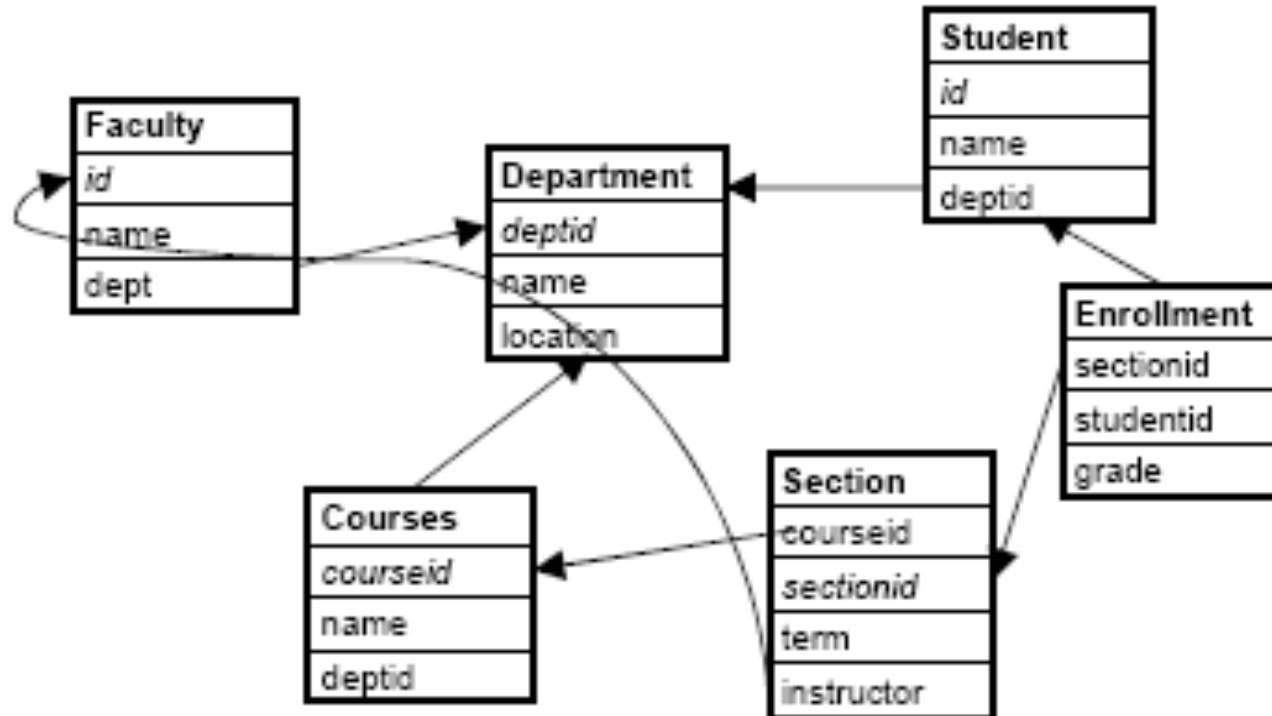 Student
id
name
deptid
Faculty
id
name
dept
Department
deptid
name
location
Enrollment
sectionid
studentid
grade
Section
courseid
sectionid
term
instructor
Courses
courseid
name
deptid